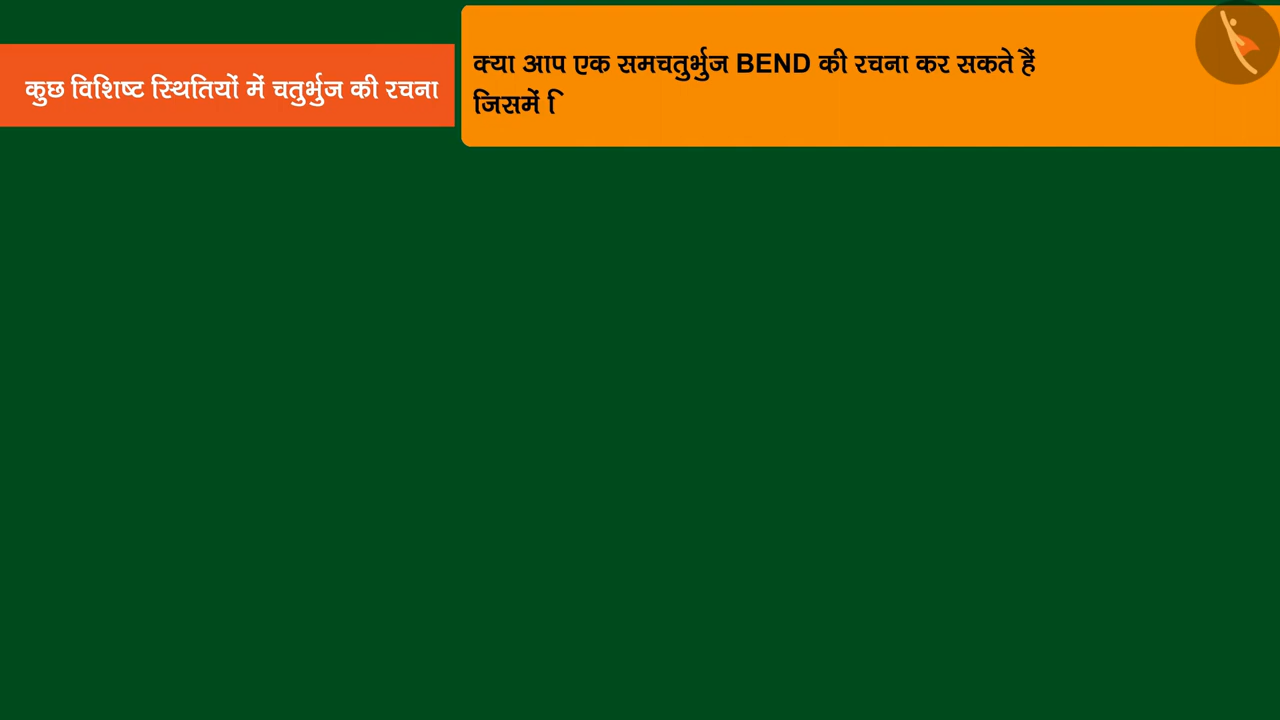 कुछ विशिष्ट स्थितियों में चतुर्भुज की रचना
क्या आप एक समचतुर्भुज BEND की रचना कर सकते हैं
जिसमें